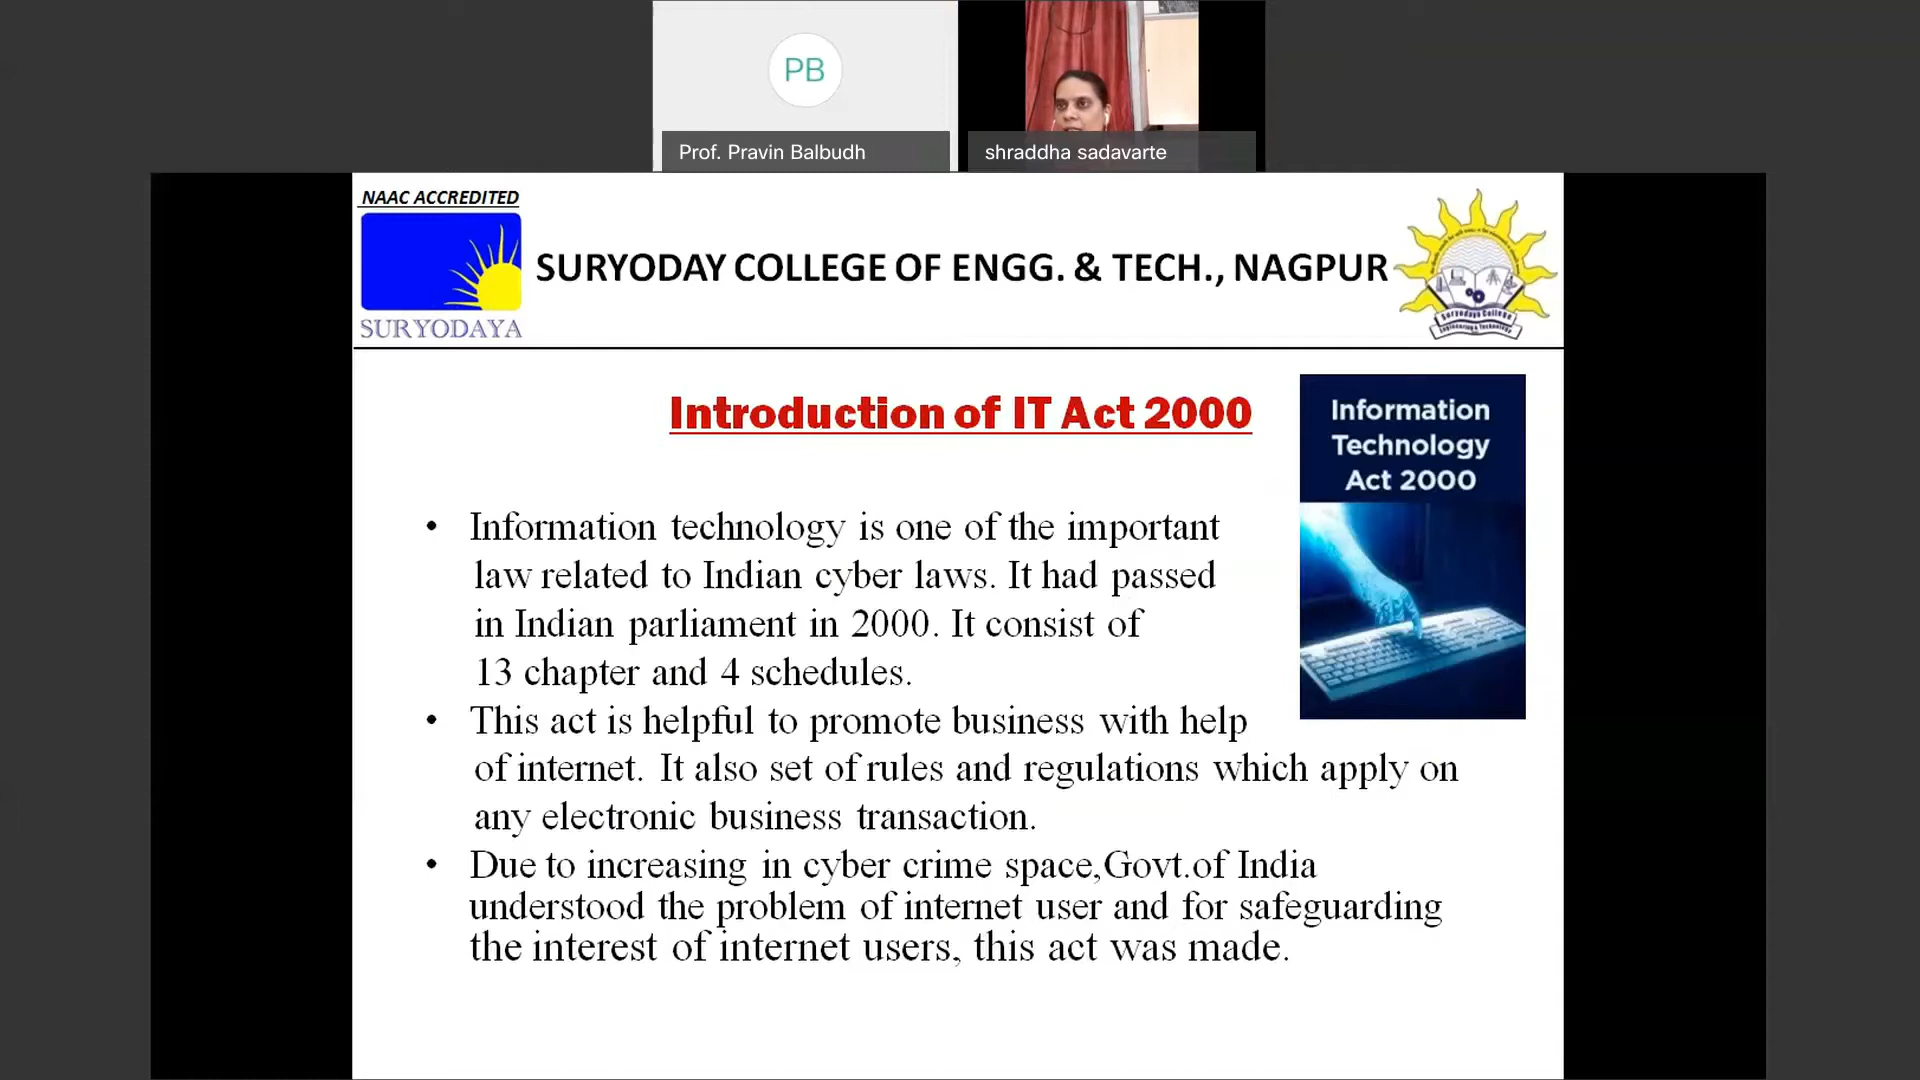 PB
Prof. Pravin Balbudh
shraddha sadavarte
NAAC ACCREDITED
SURYODAYA
SURYODAY COLLEGE OF ENGG. & TECH., NAGPUR
Suryodaya College
Engineering & Technology
Introduction of IT Act 2000
Information
Technology
Act 2000
• Information technology is one of the important
law related to Indian cyber laws. It had passed
in Indian parliament in 2000. It consist of
13 chapter and 4 schedules.
• This act is helpful to promote business with help
of internet. It also set of rules and regulations which apply on
any electronic business transaction.
• Due to increasing in cyber crime space,Govt.of India
understood the problem of internet user and for safeguarding
the interest of internet users, this act was made.